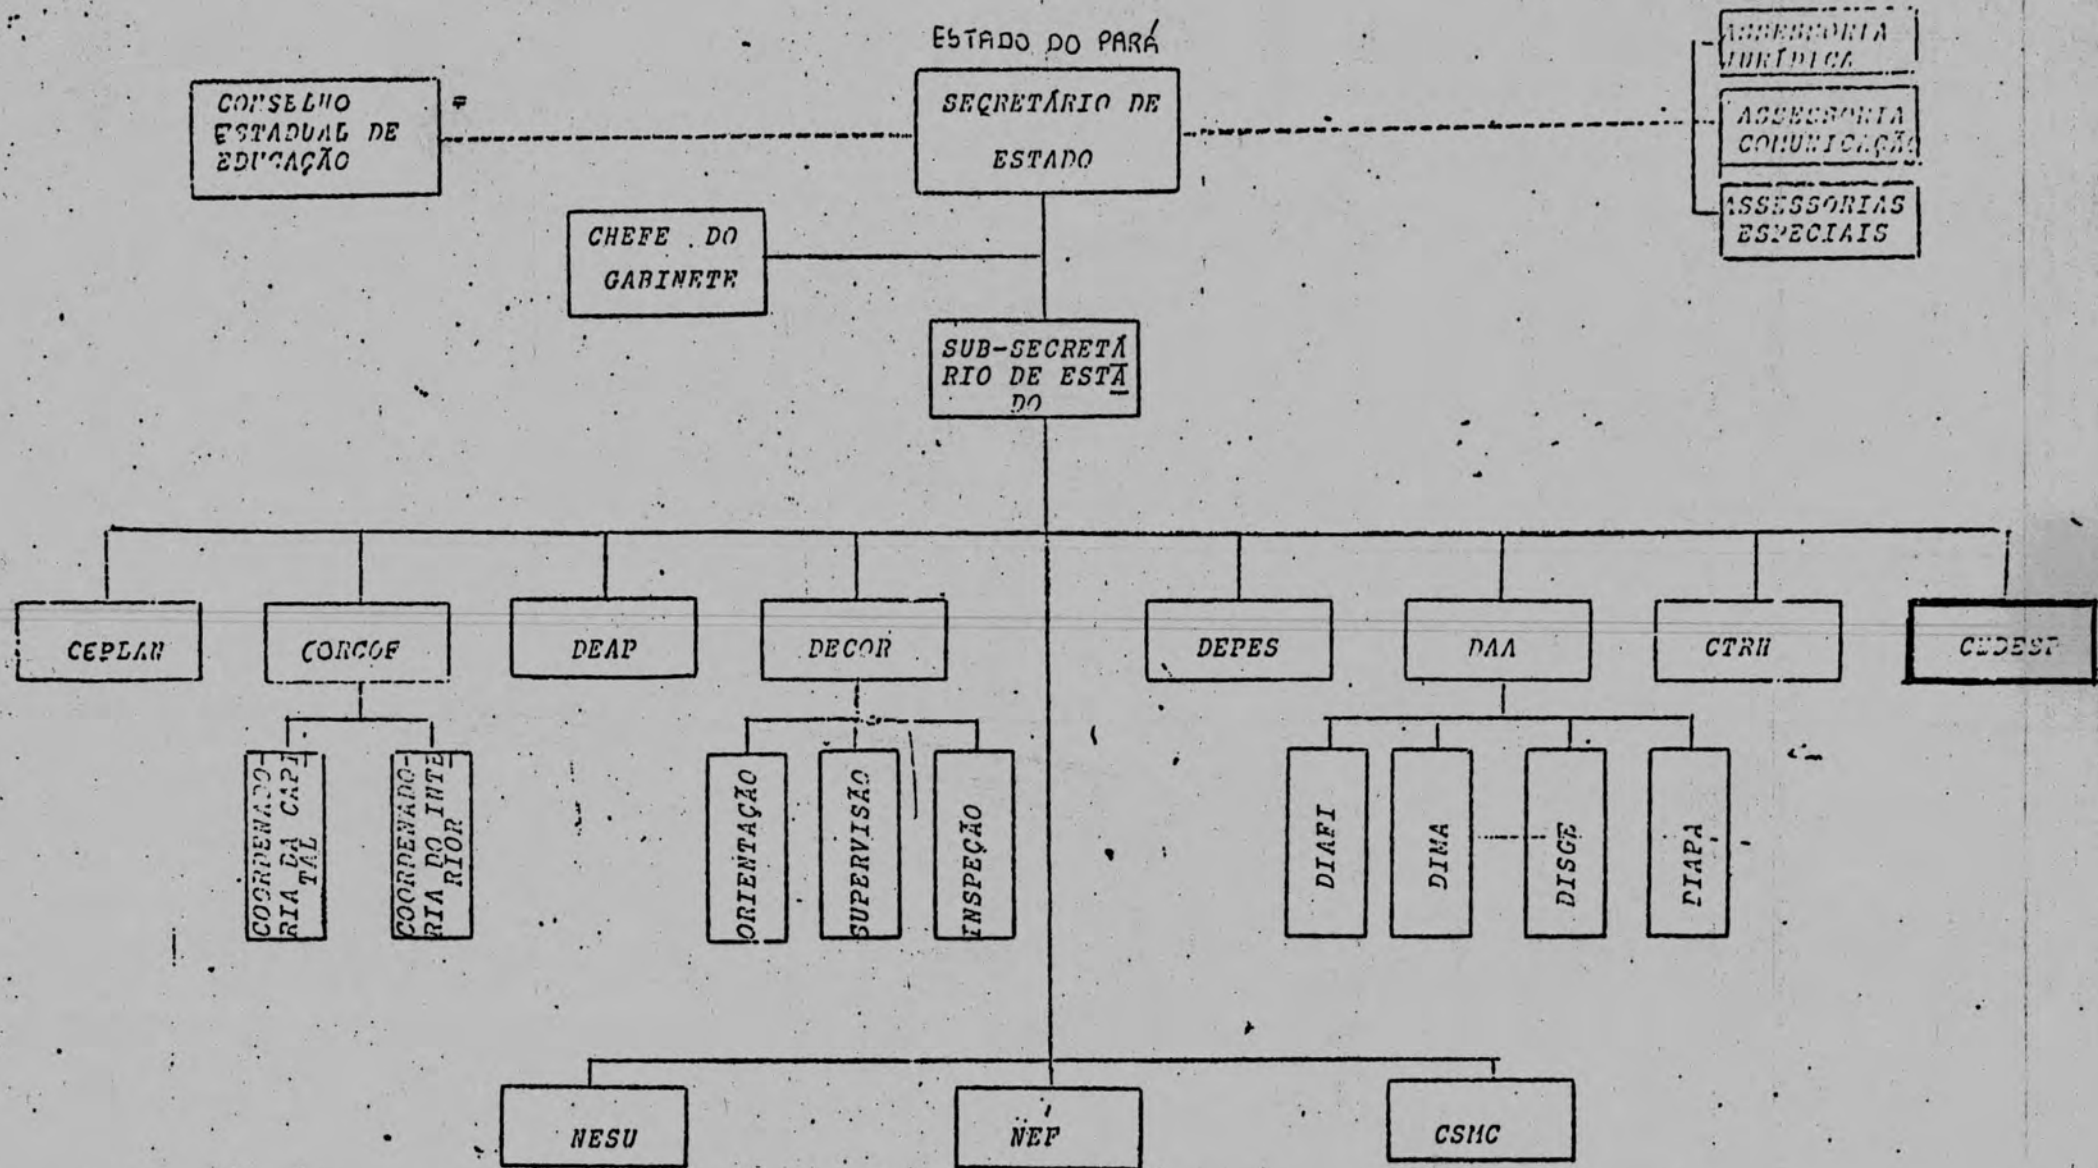 ESTADO DO PARÁ
CONSELHO
ESTADUAL DE
EDUCAÇÃO
SECRETÁRIO DE
ESTADO
ASSESSORIA
JURÍDICA
ASSESSORIA
COMUNICAÇÃO
ASSESSORIAS
ESPECIAIS
CHEFE DO
GABINETE
SUB-SECRETÁ
RIO DE ESTA
DO
CEPLAN
CORCOF
DEAP
DECOR
DEPES
DAA
CTRH
CEDESP
COORDENADO-
RIA DA CAPI
TAL
COORDENADO-
RIA DO INTE
RIOR
ORIENTAÇÃO
SUPERVISÃO
INSPEÇÃO
DIAFI
DIMA
DISGE
DIAPA
NESU
NEF
CSMC